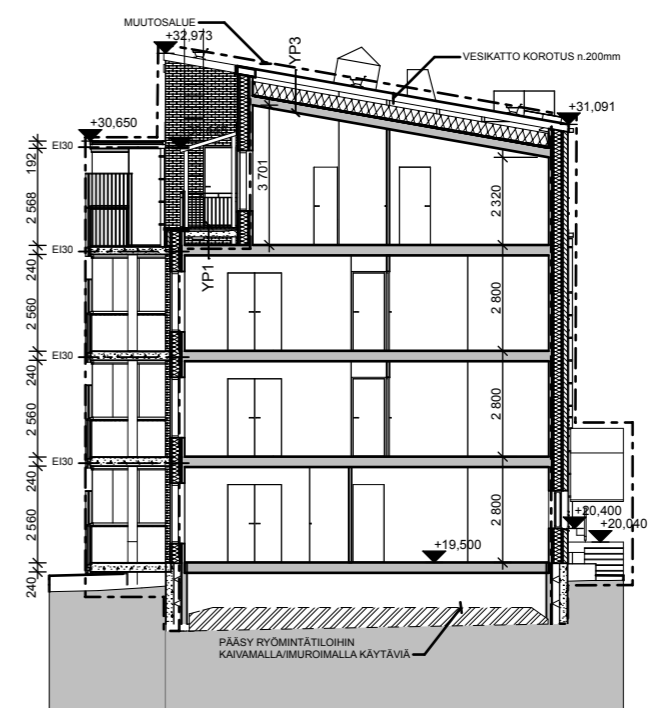 MUUTOSALUE
+32,973
YP3
VESIKATTO KOROTUS n.200mm
+31,091
+30,650
EI30
192
3 701
2 568
2 320
EI30
240
YP1
2 560
2 800
EI30
240
2 560
2 800
EI30
240
2 560
2 800
+20,400
+20,040
+19,500
240
PÄÄSY RYÖMINTÄTILOIHIN
KAIVAMALLA/IMUROIMALLA KÄYTÄVIÄ